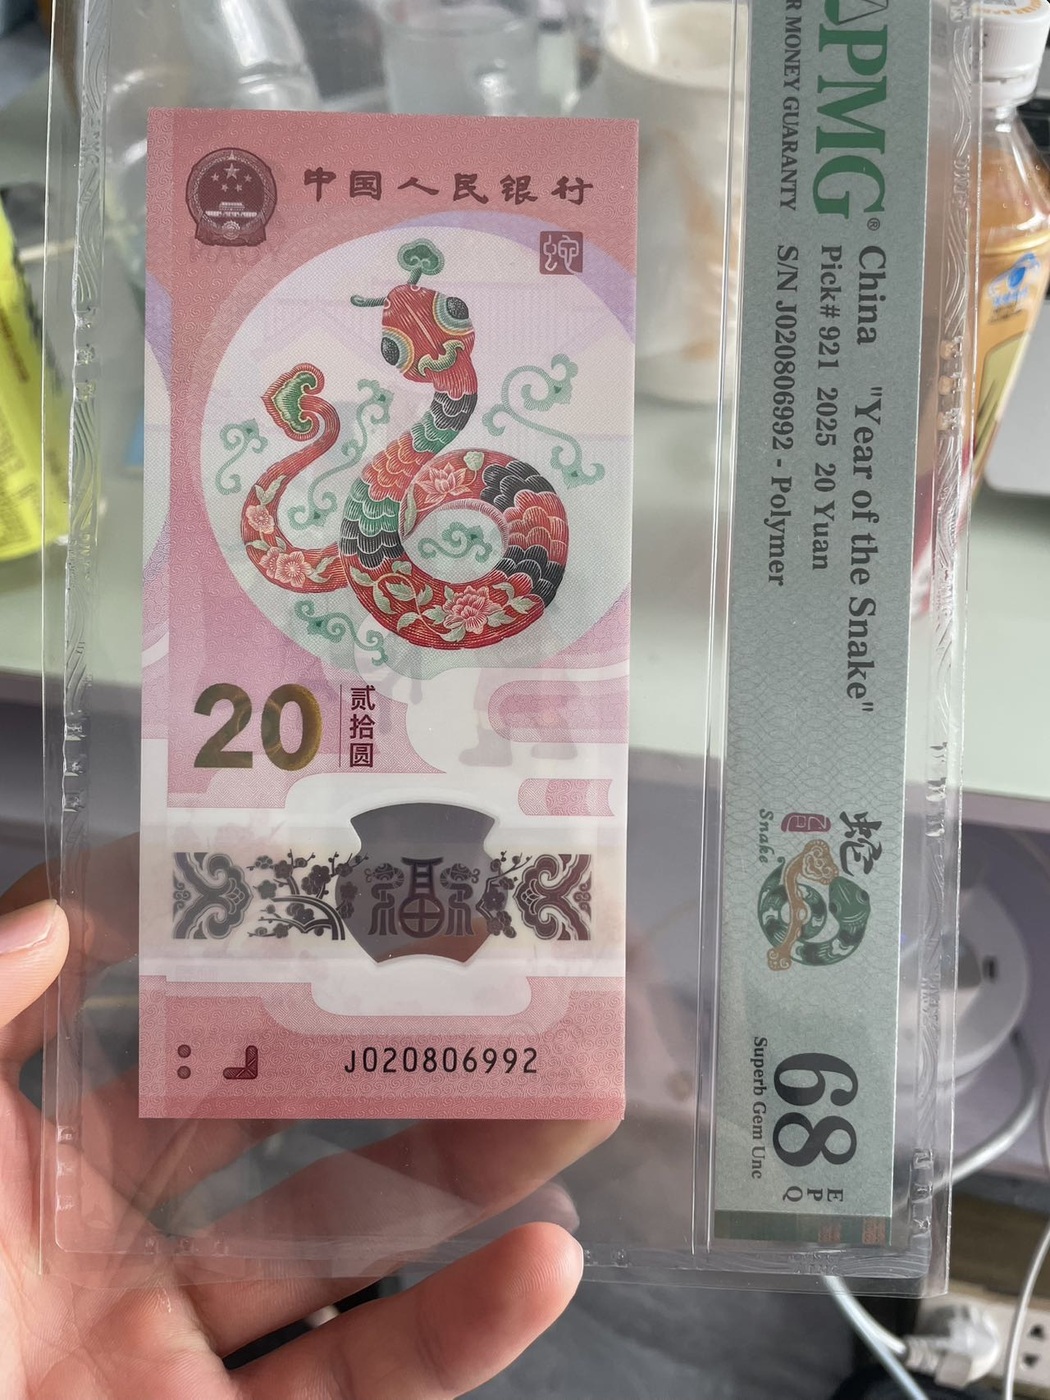 中国人民银行
蛇
20
贰拾圆
福
J020806992
PMG®
R MONEY GUARANTY
China "Year of the Snake"
Pick# 921 2025 20 Yuan
S/N J020806992 - Polymer
蛇
Snake
68
EPQ
Superb Gem Unc